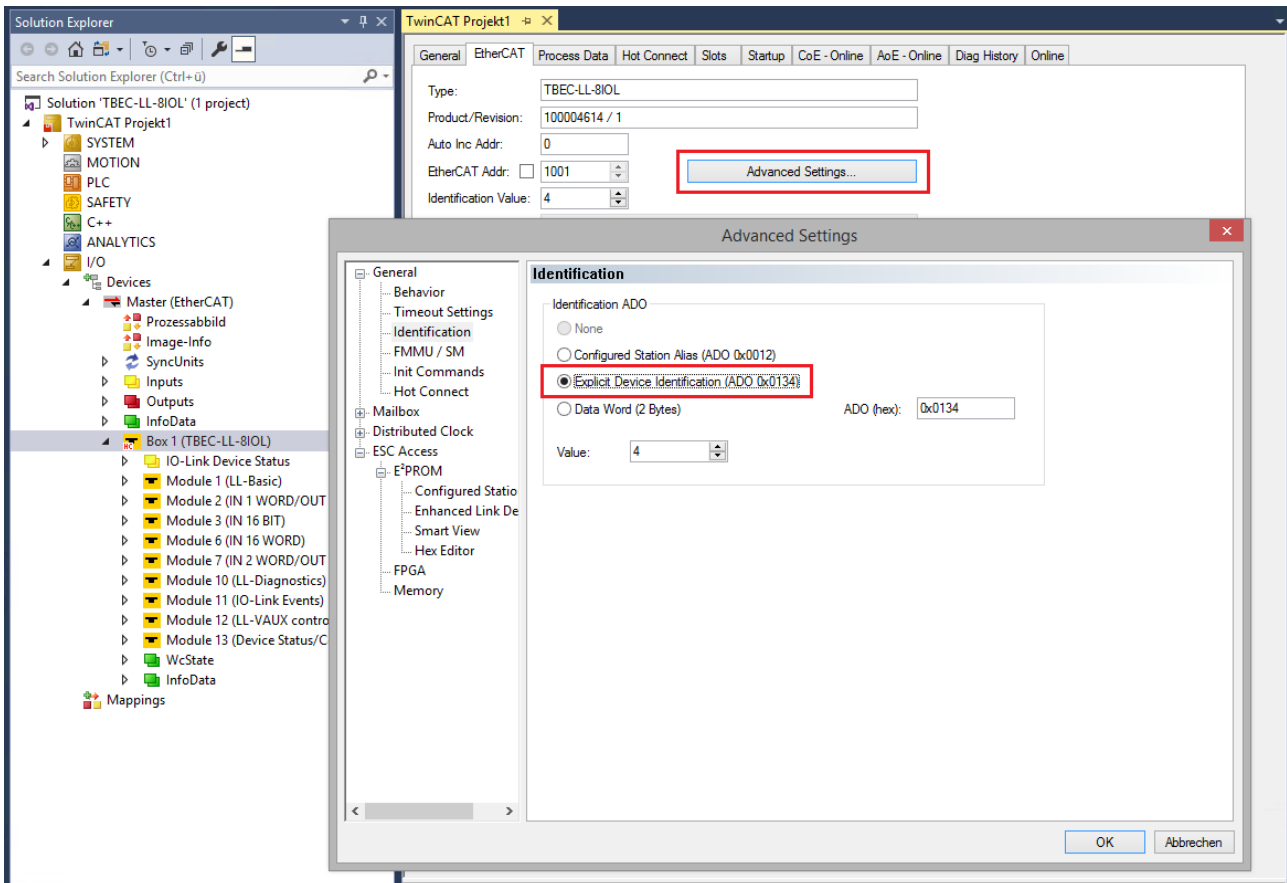 Solution Explorer
Search Solution Explorer (Ctrl+ü)
Solution 'TBEC-LL-8IOL' (1 project)
TwinCAT Projekt1
SYSTEM
MOTION
PLC
SAFETY
C++
ANALYTICS
I/O
Devices
Master (EtherCAT)
Prozessabbild
Image-Info
SyncUnits
Inputs
Outputs
InfoData
Box 1 (TBEC-LL-8IOL)
HC
IO-Link Device Status
Module 1 (LL-Basic)
Module 2 (IN 1 WORD/OUT
Module 3 (IN 16 BIT)
Module 6 (IN 16 WORD)
Module 7 (IN 2 WORD/OUT
Module 10 (LL-Diagnostics)
Module 11 (IO-Link Events)
Module 12 (LL-VAUX contro
Module 13 (Device Status/C
WcState
InfoData
Mappings
TwinCAT Projekt1
General EtherCAT Process Data Hot Connect Slots Startup CoE - Online AoE - Online Diag History Online
Type: TBEC-LL-8IOL
Product/Revision: 100004614 / 1
Auto Inc Addr: 0
EtherCAT Addr: 1001 Advanced Settings...
Identification Value: 4
Advanced Settings
General
Behavior
Timeout Settings
Identification
FMMU / SM
Init Commands
Hot Connect
Mailbox
Distributed Clock
ESC Access
E²PROM
Configured Statio
Enhanced Link De
Smart View
Hex Editor
FPGA
Memory
Identification
Identification ADO
None
Configured Station Alias (ADO 0x0012)
Explicit Device Identification (ADO 0x0134)
Data Word (2 Bytes) ADO (hex): 0x0134
Value: 4
OK Abbrechen